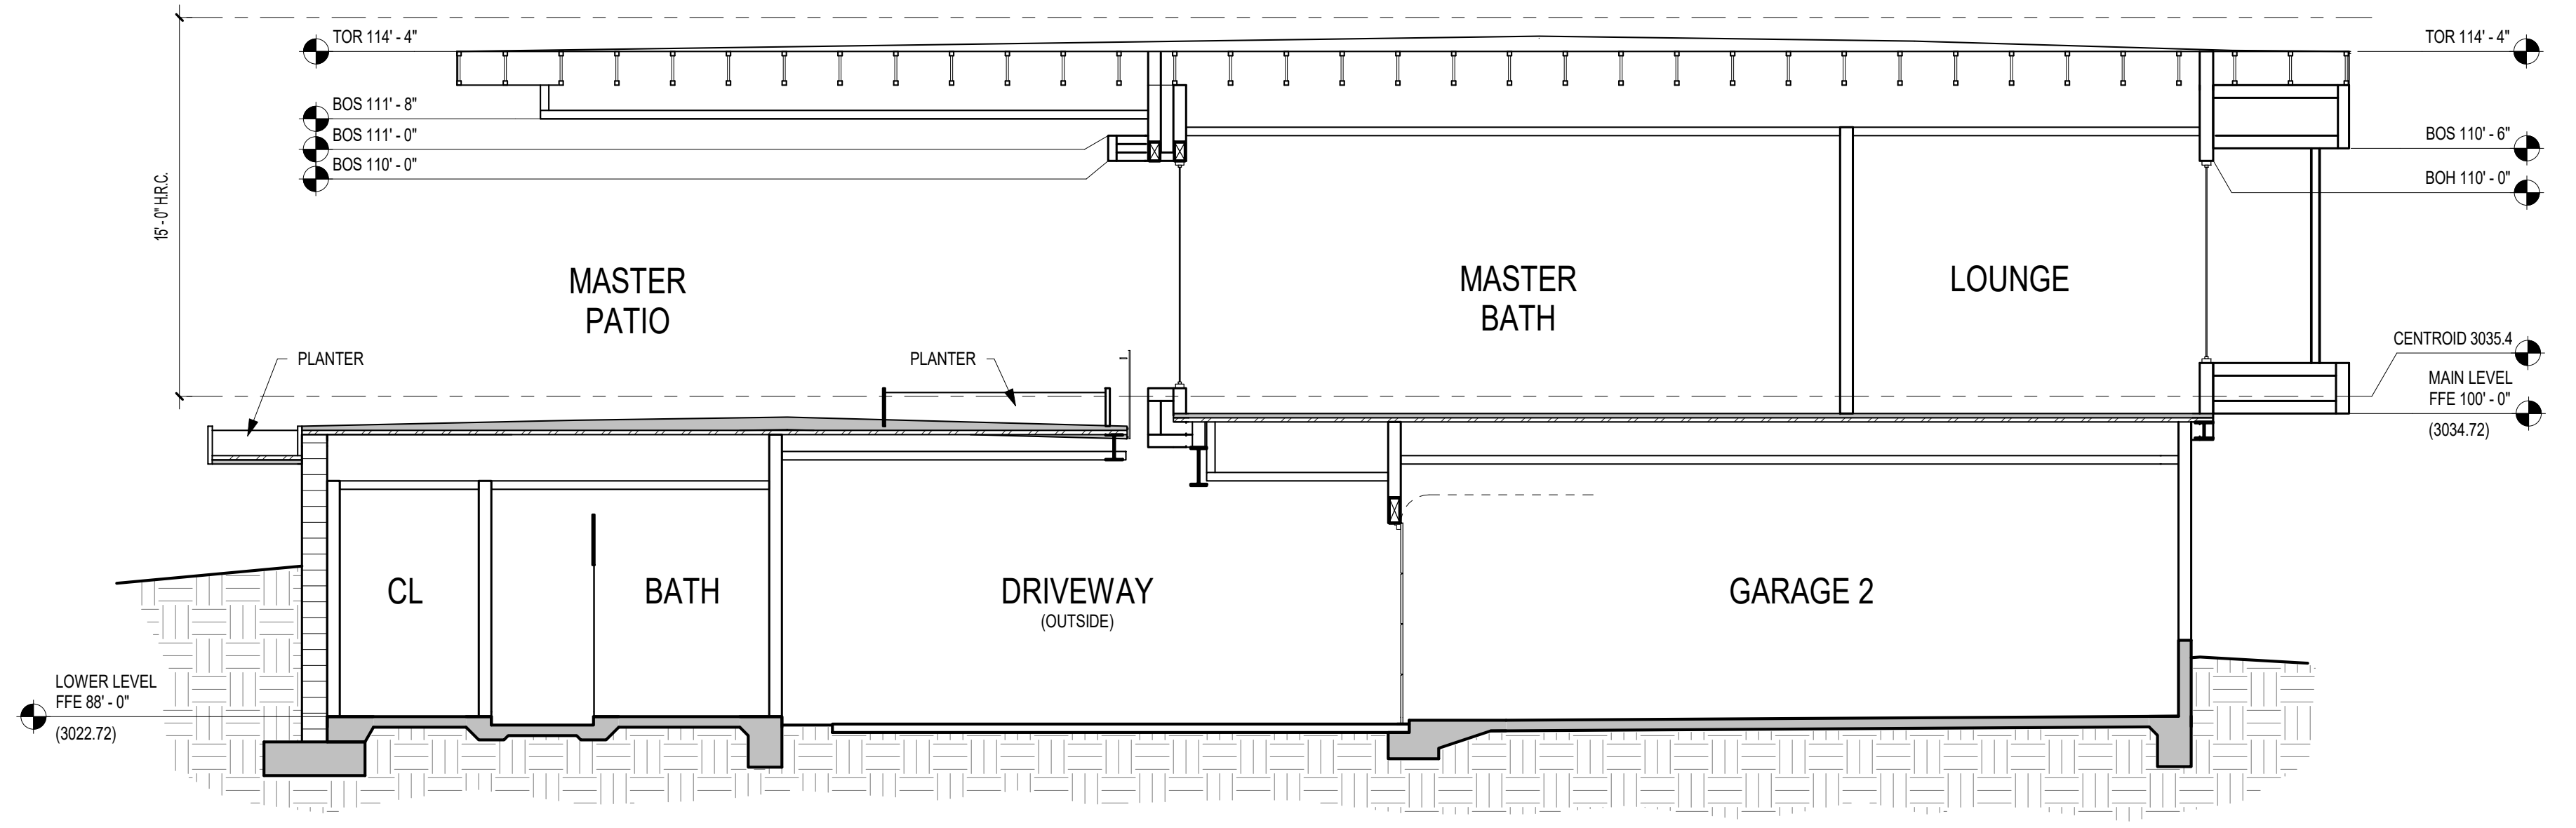 TOR 114' - 4"
TOR 114' - 4"
BOS 111' - 8"
BOS 111' - 0"
BOS 110' - 0"
BOS 110' - 6"
BOH 110' - 0"
15' - 0" H.R.C.
MASTER
PATIO
MASTER
BATH
LOUNGE
PLANTER
PLANTER
CENTROID 3035.4
MAIN LEVEL
FFE 100' - 0"
(3034.72)
CL
BATH
DRIVEWAY
(OUTSIDE)
GARAGE 2
LOWER LEVEL
FFE 88' - 0"
(3022.72)